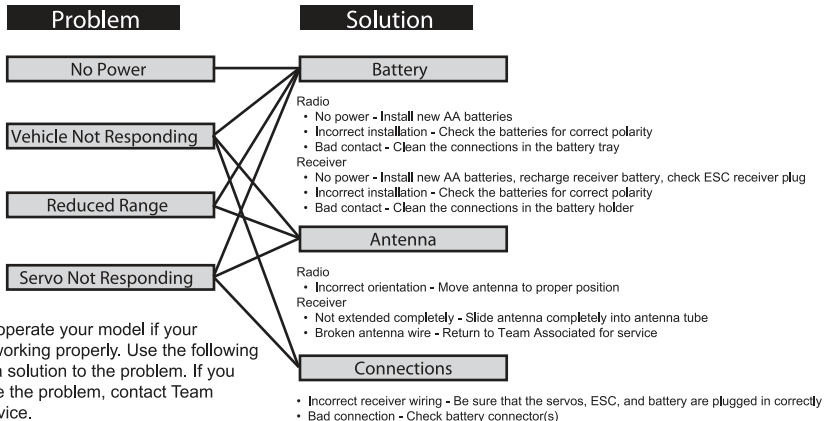 Problem
Solution
No Power
Battery
Radio
• No power - Install new AA batteries
• Incorrect installation - Check the batteries for correct polarity
• Bad contact - Clean the connections in the battery tray
Receiver
• No power - Install new AA batteries, recharge receiver battery, check ESC receiver plug
• Incorrect installation - Check the batteries for correct polarity
• Bad contact - Clean the connections in the battery holder
Vehicle Not Responding
Reduced Range
Servo Not Responding
Antenna
Radio
• Incorrect orientation - Move antenna to proper position
Receiver
• Not extended completely - Slide antenna completely into antenna tube
• Broken antenna wire - Return to Team Associated for service
Connections
• Incorrect receiver wiring - Be sure that the servos, ESC, and battery are plugged in correctly
• Bad connection - Check battery connector(s)
operate your model if your
working properly. Use the following
a solution to the problem. If you
e the problem, contact Team
vice.